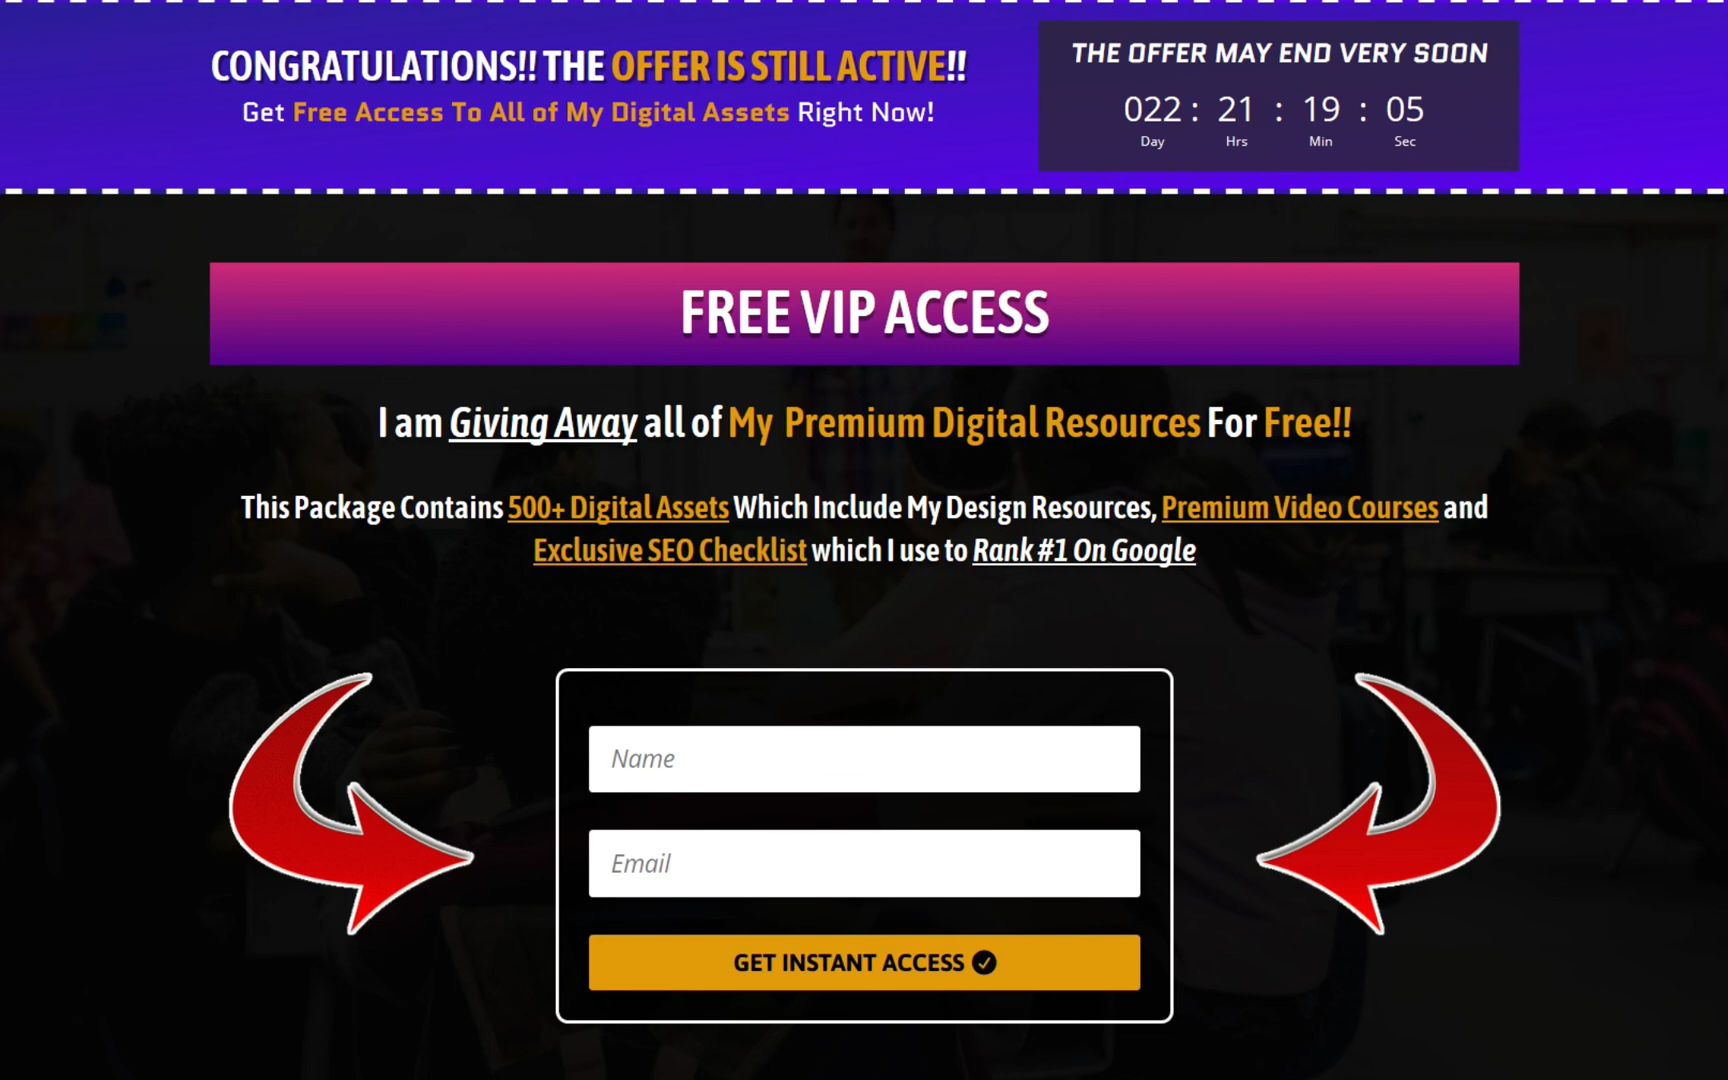 CONGRATULATIONS!! THE OFFER IS STILL ACTIVE!!
Get Free Access To All of My Digital Assets Right Now!
THE OFFER MAY END VERY SOON
022 : 21 : 19 : 05
Day Hrs Min Sec
FREE VIP ACCESS
I am Giving Away all of My Premium Digital Resources For Free!!
This Package Contains 500+ Digital Assets Which Include My Design Resources, Premium Video Courses and
Exclusive SEO Checklist which I use to Rank #1 On Google
Name
Email
GET INSTANT ACCESS